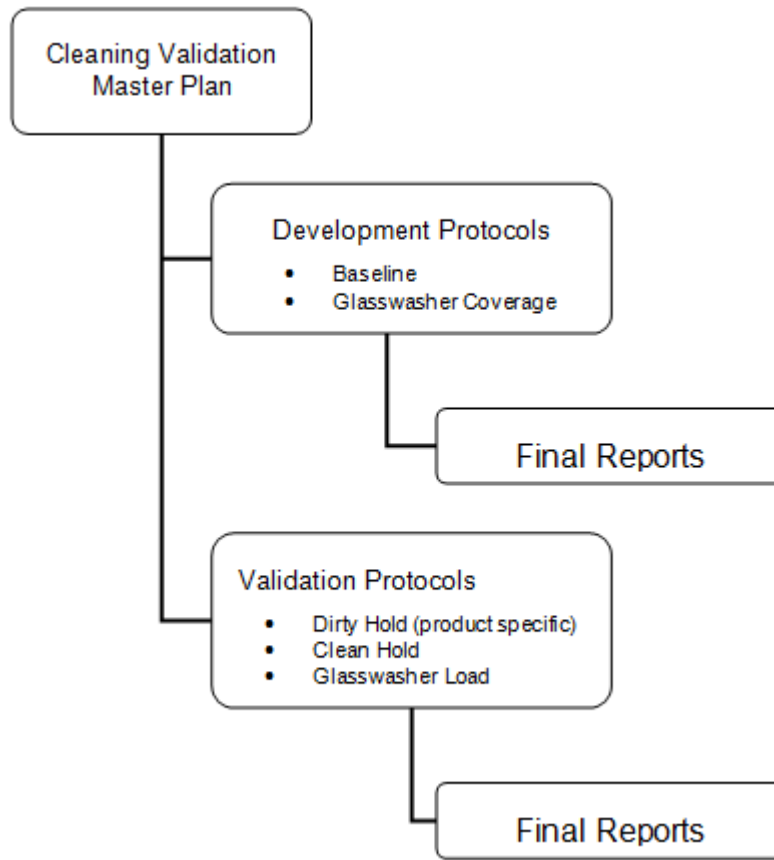 Cleaning Validation
Master Plan
Development Protocols
• Baseline
• Glasswasher Coverage
Final Reports
Validation Protocols
• Dirty Hold (product specific)
• Clean Hold
• Glasswasher Load
Final Reports